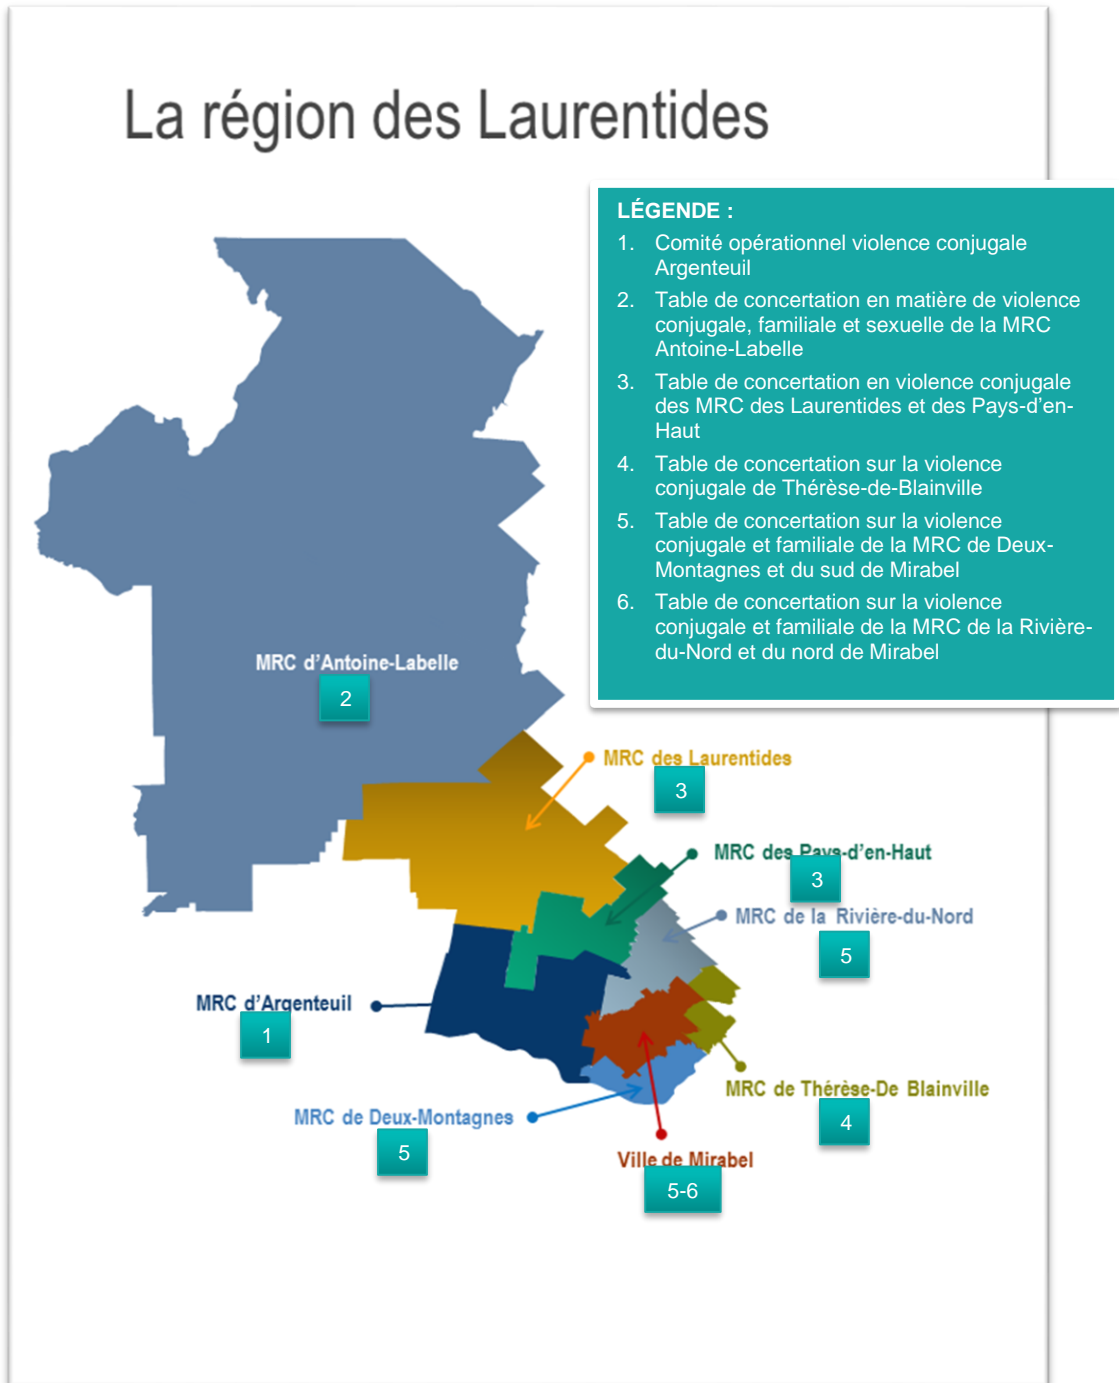 La région des Laurentides
LÉGENDE :
1. Comité opérationnel violence conjugale
Argenteuil
2. Table de concertation en matière de violence
conjugale, familiale et sexuelle de la MRC
Antoine-Labelle
3. Table de concertation en violence conjugale
des MRC des Laurentides et des Pays-d'en-
Haut
4. Table de concertation sur la violence
conjugale de Thérèse-de-Blainville
5. Table de concertation sur la violence
conjugale et familiale de la MRC de Deux-
Montagnes et du sud de Mirabel
6. Table de concertation sur la violence
conjugale et familiale de la MRC de la Rivière-
du-Nord et du nord de Mirabel
MRC d'Antoine-Labelle
2
MRC des Laurentides
3
MRC des Pays-d'en-Haut
3
MRC de la Rivière-du-Nord
5
MRC d'Argenteuil
1
MRC de Thérèse-De Blainville
4
MRC de Deux-Montagnes
5
Ville de Mirabel
5-6